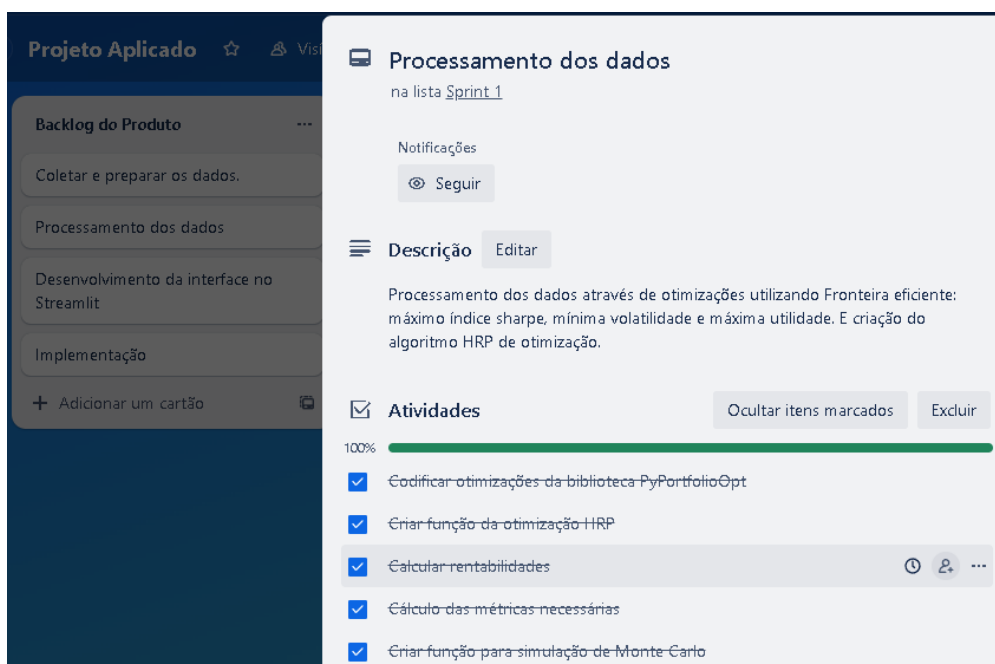 Projeto Aplicado
Backlog do Produto
Coletar e preparar os dados.
Processamento dos dados
Desenvolvimento da interface no
Streamlit
Implementação
+ Adicionar um cartão
Processamento dos dados
na lista Sprint 1
Notificações
Seguir
Descrição
Editar
Processamento dos dados através de otimizações utilizando Fronteira eficiente:
máximo índice sharpe, mínima volatilidade e máxima utilidade. E criação do
algoritmo HRP de otimização.
Atividades
Ocultar itens marcados
Excluir
100%
Codificar otimizações da biblioteca PyPortfolioOpt
Criar função da otimização HRP
Calcular rentabilidades
Cálculo das métricas necessárias
Criar função para simulação de Monte Carlo